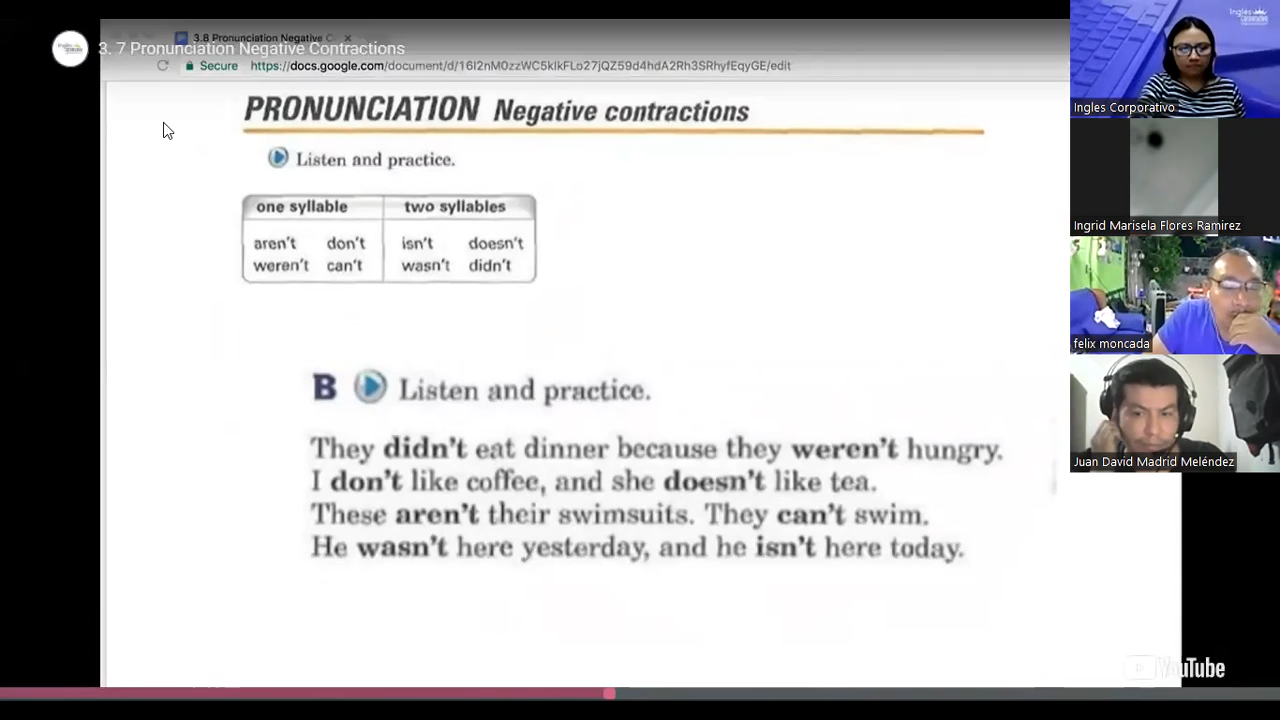 3.8 Pronunciation Negative C
3. 7 Pronunciation Negative Contractions
Secure https://docs.google.com/document/d/16I2nM0zzWC5klkFLo27jQZ59d4hdA2Rh3SRhyfEqyGE/edit
PRONUNCIATION Negative contractions
Listen and practice.
one syllable two syllables
aren't don't isn't doesn't
weren't can't wasn't didn't
B Listen and practice.
They didn't eat dinner because they weren't hungry.
I don't like coffee, and she doesn't like tea.
These aren't their swimsuits. They can't swim.
He wasn't here yesterday, and he isn't here today.
Ingles Corporativo
Ingrid Marisela Flores Ramirez
felix moncada
Juan David Madrid Meléndez
YouTube